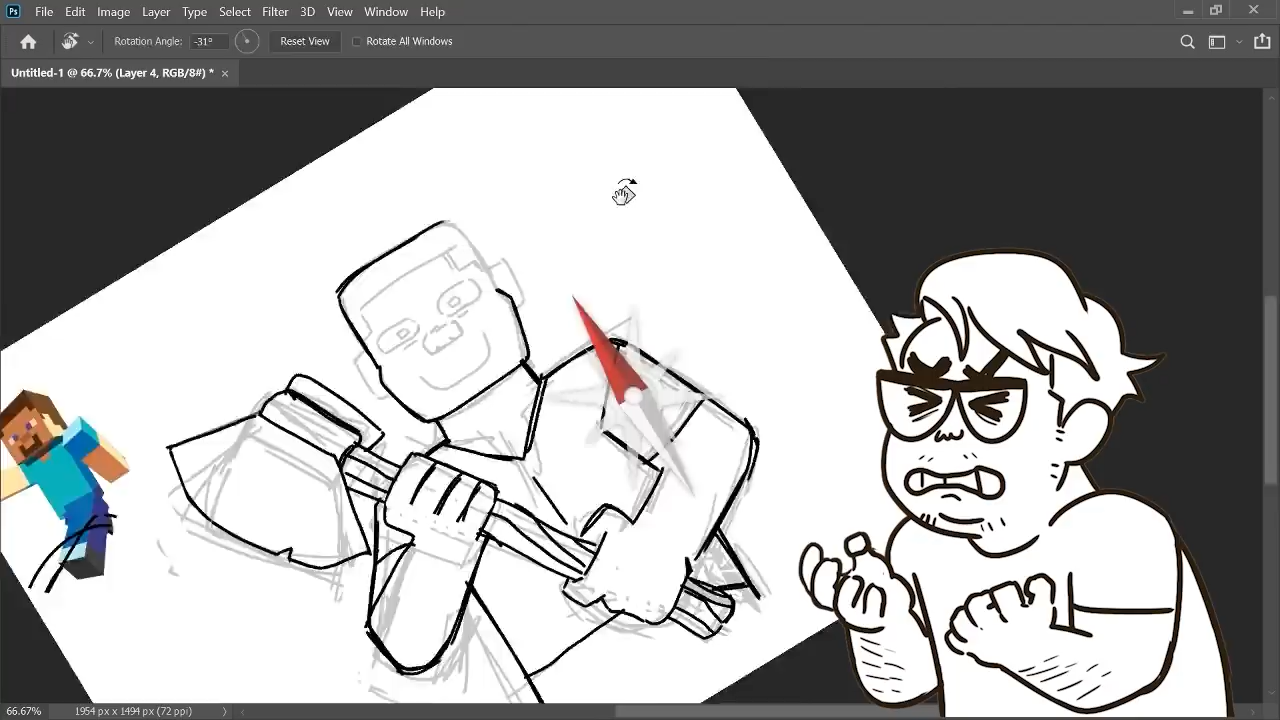 Ps File Edit Image Layer Type Select Filter 3D View Window Help
Rotation Angle: -31° Reset View Rotate All Windows
Untitled-1 @ 66.7% (Layer 4, RGB/8#) * ×
66.67% 1954 px x 1494 px (72 ppi)